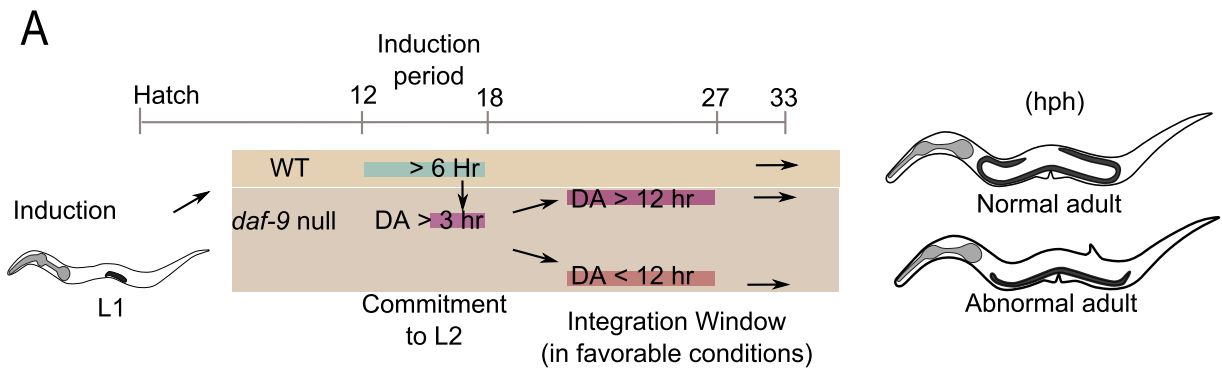 A
Induction
period
Hatch
12
18
27
33
(hph)
WT
> 6 Hr
Induction
daf-9 null
DA > 3 hr
DA > 12 hr
DA < 12 hr
L1
Commitment
to L2
Integration Window
(in favorable conditions)
Normal adult
Abnormal adult